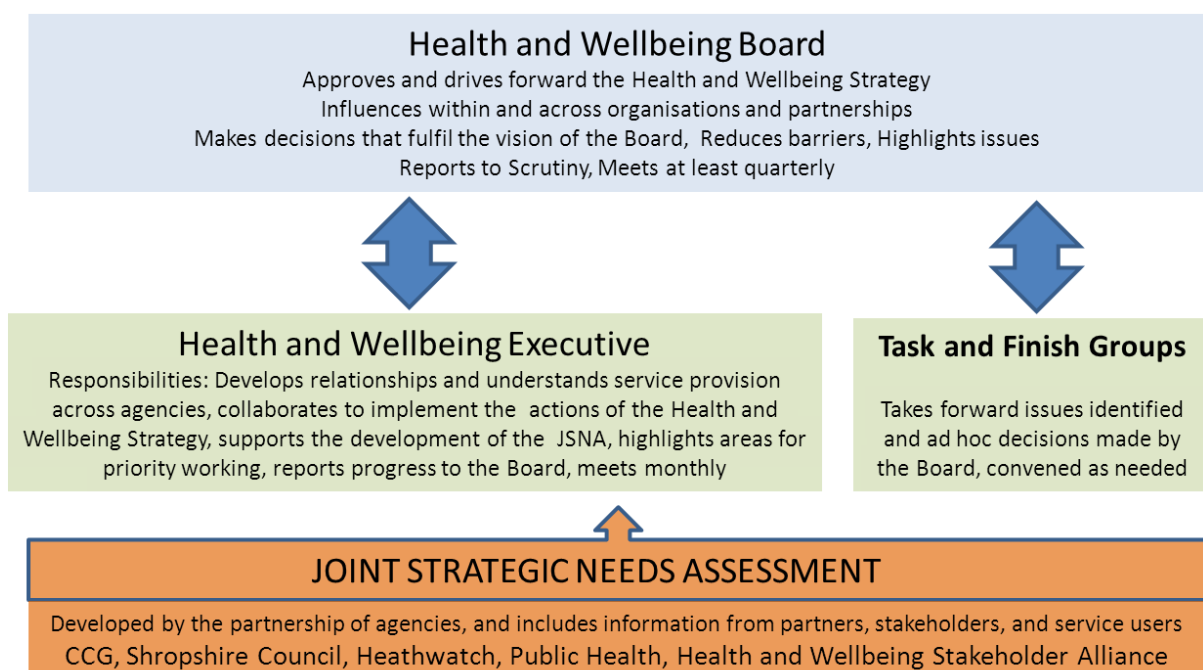 Health and Wellbeing Board
Approves and drives forward the Health and Wellbeing Strategy
Influences within and across organisations and partnerships
Makes decisions that fulfil the vision of the Board, Reduces barriers, Highlights issues
Reports to Scrutiny, Meets at least quarterly
Health and Wellbeing Executive
Responsibilities: Develops relationships and understands service provision
across agencies, collaborates to implement the actions of the Health and
Wellbeing Strategy, supports the development of the JSNA, highlights areas for
priority working, reports progress to the Board, meets monthly
Task and Finish Groups
Takes forward issues identified
and ad hoc decisions made by
the Board, convened as needed
JOINT STRATEGIC NEEDS ASSESSMENT
Developed by the partnership of agencies, and includes information from partners, stakeholders, and service users
CCG, Shropshire Council, Heathwatch, Public Health, Health and Wellbeing Stakeholder Alliance